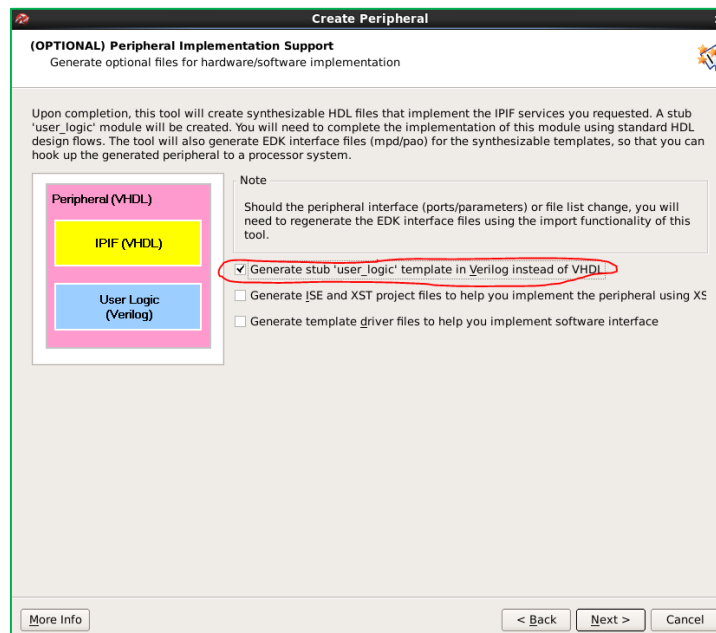 Create Peripheral
(OPTIONAL) Peripheral Implementation Support
Generate optional files for hardware/software implementation
Upon completion, this tool will create synthesizable HDL files that implement the IPIF services you requested. A stub
'user_logic' module will be created. You will need to complete the implementation of this module using standard HDL
design flows. The tool will also generate EDK interface files (mpd/pao) for the synthesizable templates, so that you can
hook up the generated peripheral to a processor system.
Peripheral (VHDL)
IPIF (VHDL)
User Logic
(Verilog)
Note
Should the peripheral interface (ports/parameters) or file list change, you will
need to regenerate the EDK interface files using the import functionality of this
tool.
Generate stub 'user_logic' template in Verilog instead of VHDL
Generate ISE and XST project files to help you implement the peripheral using XS
Generate template driver files to help you implement software interface
More Info
< Back
Next >
Cancel